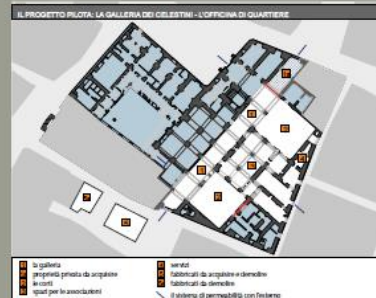 IL PROGETTO PILOTA: LA GALLERIA DEI CELESTINI - L'OFFICINA DI QUARTIERE
la galleria
proprietà privata da acquisire
le corti
spazi per le associazioni
servizi
fabbricati da acquisire e demolire
fabbricati da demolire
il sistema di permeabilità con l'esterno